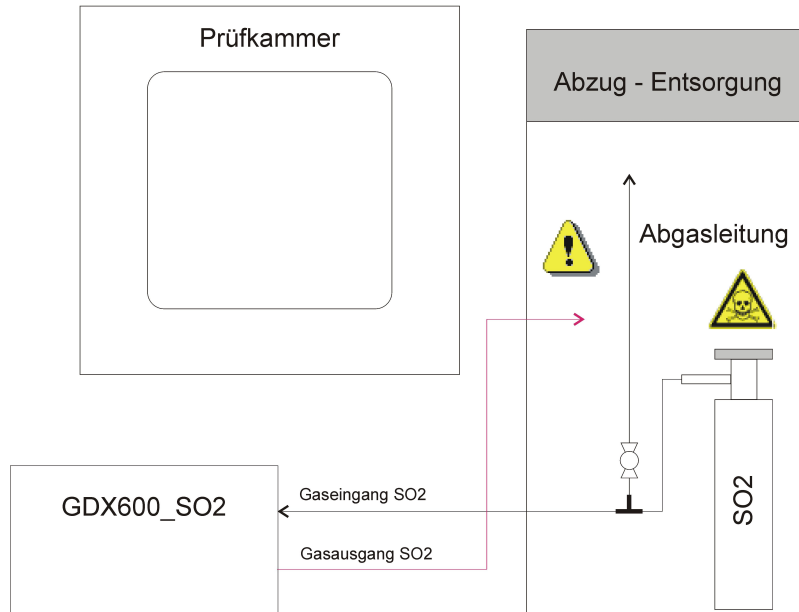 Prüfkammer
Abzug - Entsorgung
Abgasleitung
GDX600_SO2
Gaseingang SO2
Gasausgang SO2
SO2